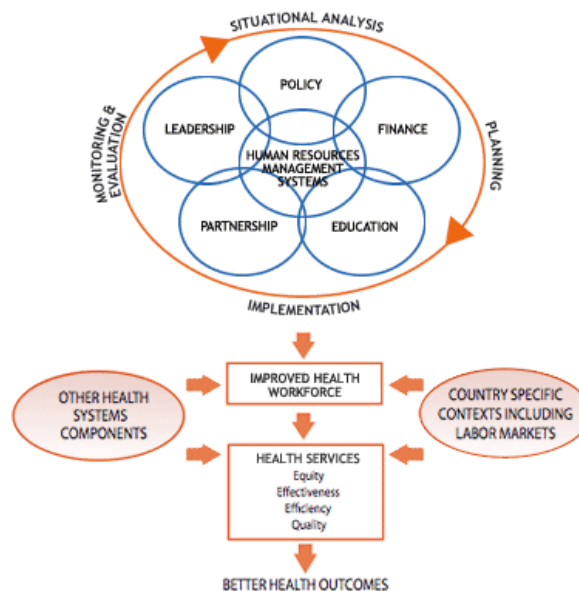 SITUATIONAL ANALYSIS
POLICY
LEADERSHIP
FINANCE
MONITORING &
EVALUATION
PLANNING
HUMAN RESOURCES
MANAGEMENT
SYSTEMS
PARTNERSHIP
EDUCATION
IMPLEMENTATION
IMPROVED HEALTH
WORKFORCE
OTHER HEALTH
SYSTEMS
COMPONENTS
COUNTRY SPECIFIC
CONTEXTS INCLUDING
LABOR MARKETS
HEALTH SERVICES
Equity
Effectiveness
Efficiency
Quality
BETTER HEALTH OUTCOMES